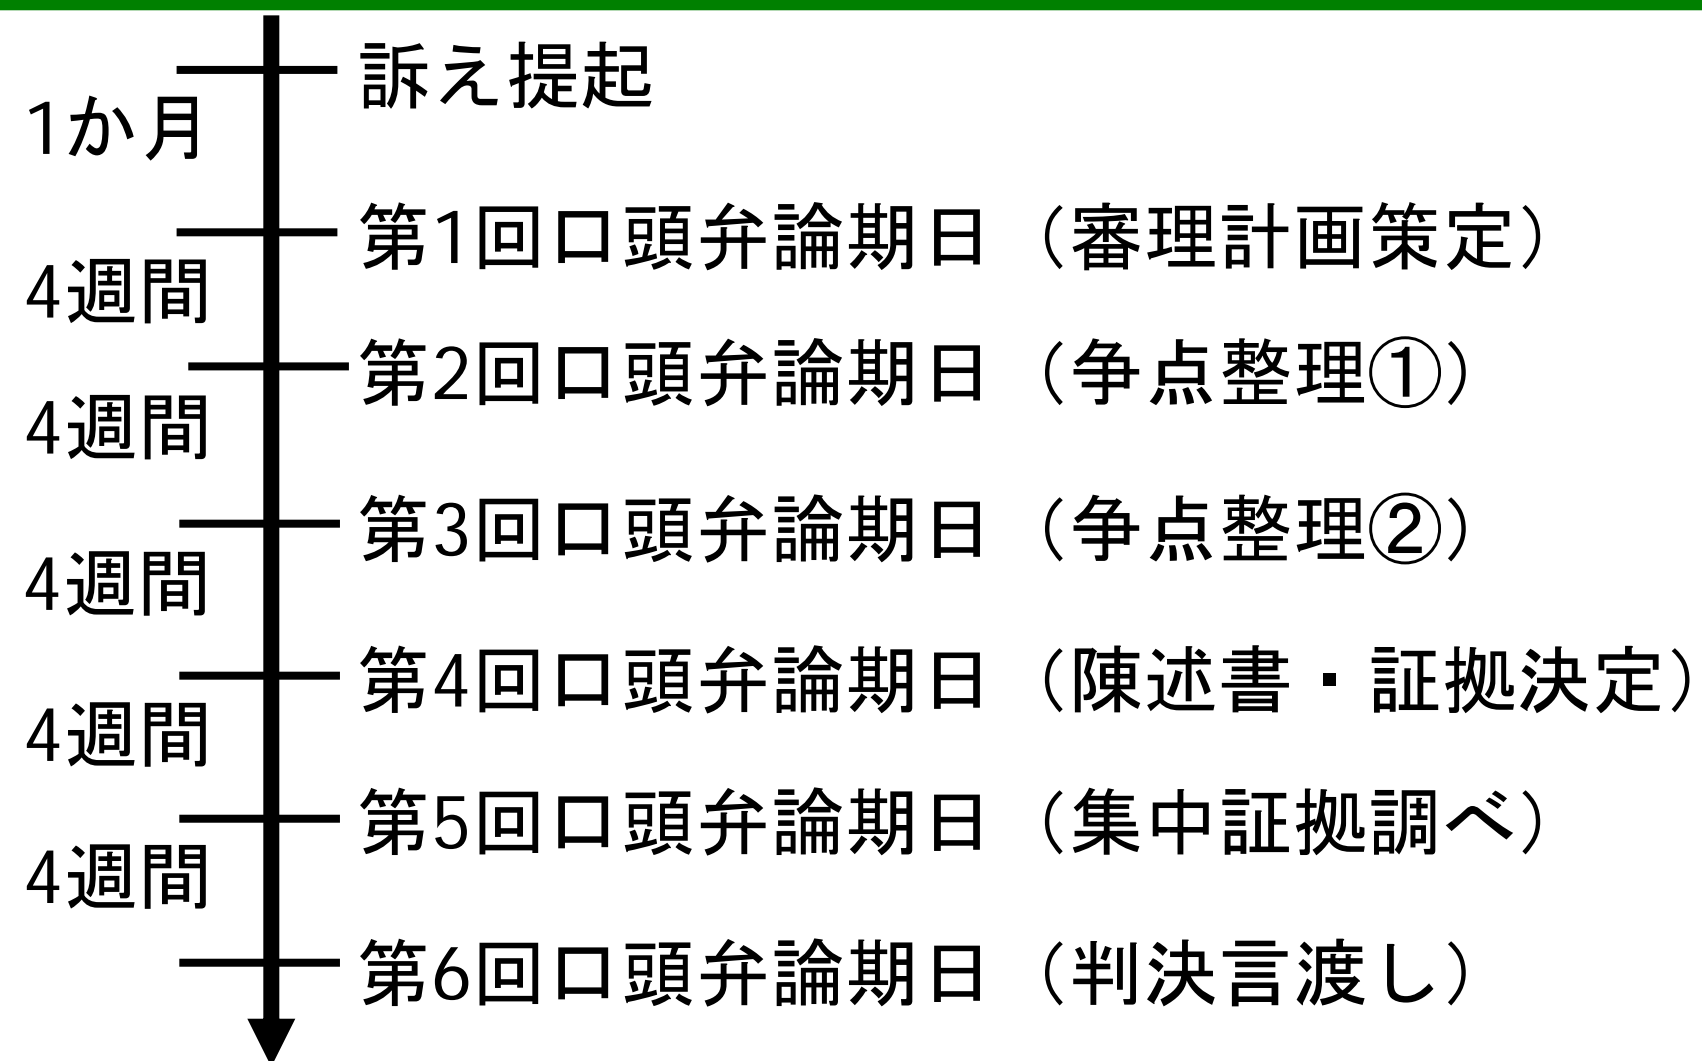 訴え提起
1か月
第1回口頭弁論期日（審理計画策定）
4週間
第2回口頭弁論期日（争点整理①）
4週間
第3回口頭弁論期日（争点整理②）
4週間
第4回口頭弁論期日（陳述書・証拠決定）
4週間
第5回口頭弁論期日（集中証拠調べ）
4週間
第6回口頭弁論期日（判決言渡し）